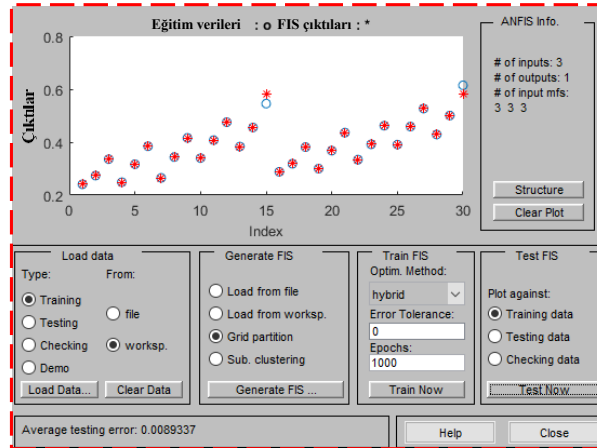 Eğitim verileri : o FIS çıktıları : *
Çıktılar
0.8
0.6
0.4
0.2
0 5 10 15 20 25 30
Index
ANFIS Info.
# of inputs: 3
# of outputs: 1
# of input mfs:
3 3 3
Structure
Clear Plot
Load data
Type: From:
Training
Testing
Checking
Demo
file
worksp.
Load Data... Clear Data
Generate FIS
Load from file
Load from worksp.
Grid partition
Sub. clustering
Generate FIS ...
Train FIS
Optim. Method:
hybrid
Error Tolerance:
0
Epochs:
1000
Train Now
Test FIS
Plot against:
Training data
Testing data
Checking data
Test Now
Average testing error: 0.0089337
Help Close